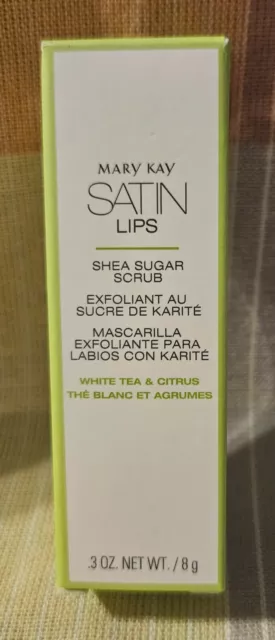 MARY KAY
SATIN
LIPS
SHEA SUGAR
SCRUB
EXFOLIANT AU
SUCRE DE KARITÉ
MASCARILLA
EXFOLIANTE PARA
LABIOS CON KARITÉ
WHITE TEA & CITRUS
THÉ BLANC ET AGRUMES
.3 OZ. NET WT. / 8 g